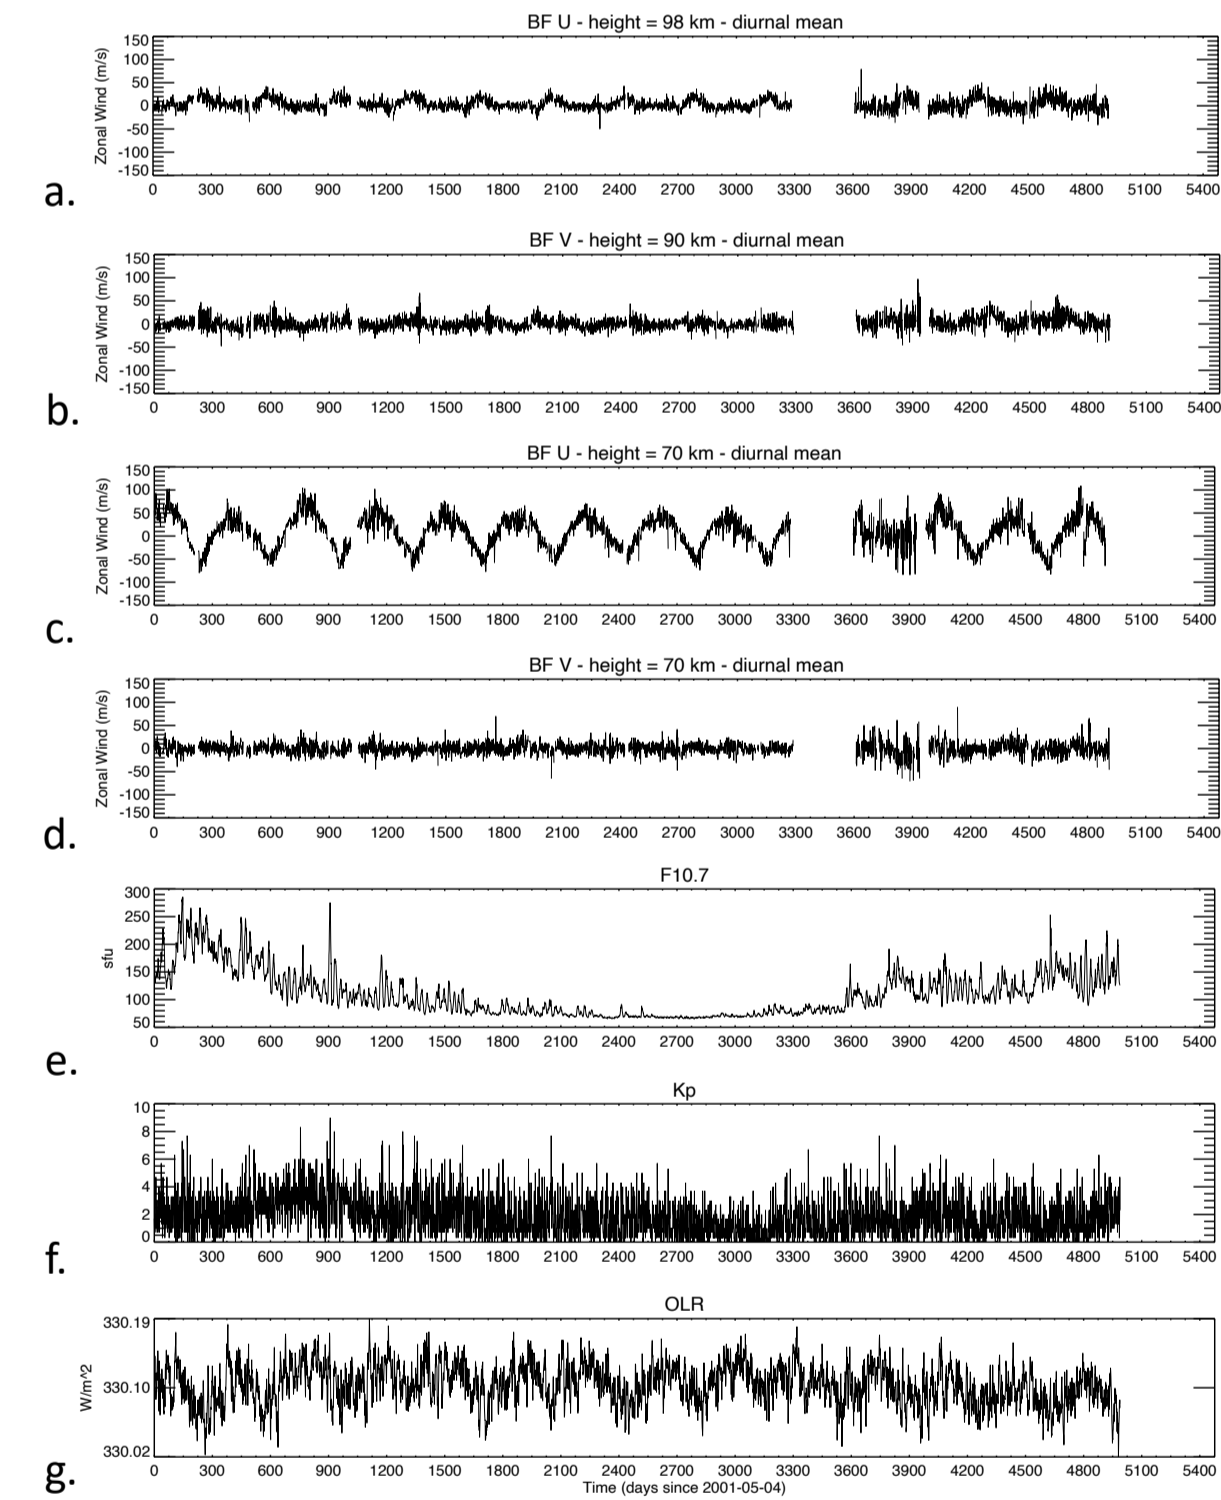 BF U - height = 98 km - diurnal mean
150
100
50
0
-50
-100
-150
Zonal Wind (m/s)
0 300 600 900 1200 1500 1800 2100 2400 2700 3000 3300 3600 3900 4200 4500 4800 5100 5400
a.
BF V - height = 90 km - diurnal mean
150
100
50
0
-50
-100
-150
Zonal Wind (m/s)
0 300 600 900 1200 1500 1800 2100 2400 2700 3000 3300 3600 3900 4200 4500 4800 5100 5400
b.
BF U - height = 70 km - diurnal mean
150
100
50
0
-50
-100
-150
Zonal Wind (m/s)
0 300 600 900 1200 1500 1800 2100 2400 2700 3000 3300 3600 3900 4200 4500 4800 5100 5400
c.
BF V - height = 70 km - diurnal mean
150
100
50
0
-50
-100
-150
Zonal Wind (m/s)
0 300 600 900 1200 1500 1800 2100 2400 2700 3000 3300 3600 3900 4200 4500 4800 5100 5400
d.
F10.7
300
250
200
150
100
50
sfu
0 300 600 900 1200 1500 1800 2100 2400 2700 3000 3300 3600 3900 4200 4500 4800 5100 5400
e.
Kp
10
8
6
4
2
0
0 300 600 900 1200 1500 1800 2100 2400 2700 3000 3300 3600 3900 4200 4500 4800 5100 5400
f.
OLR
330.19
330.10
330.02
W/m^2
0 300 600 900 1200 1500 1800 2100 2400 2700 3000 3300 3600 3900 4200 4500 4800 5100 5400
g.
Time (days since 2001-05-04)